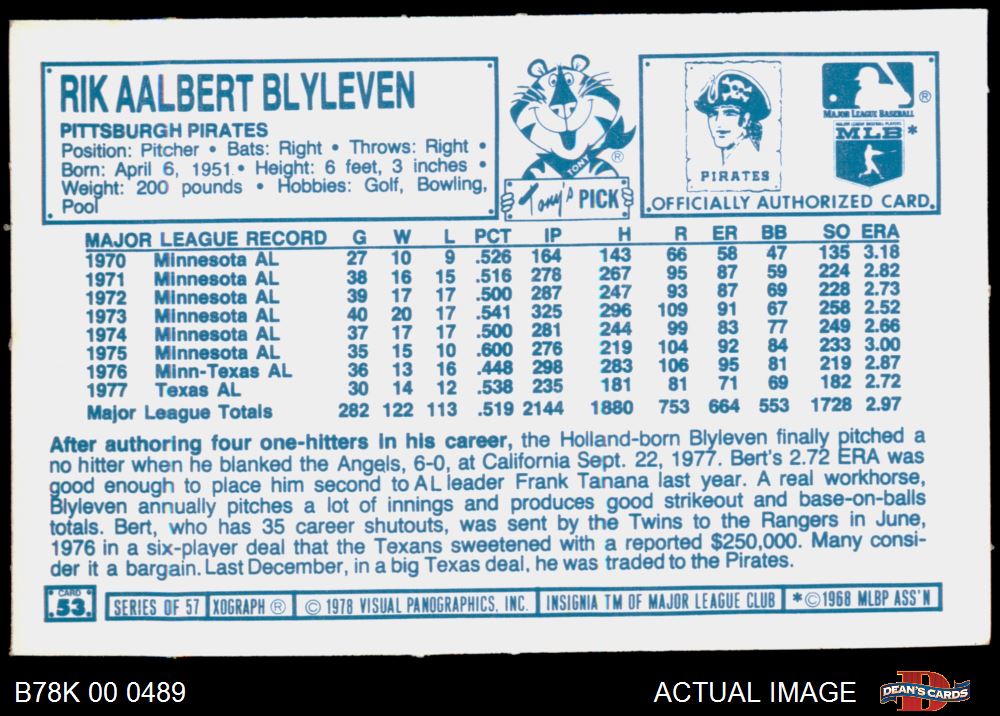 RIK AALBERT BLYLEVEN
PITTSBURGH PIRATES
Position: Pitcher • Bats: Right • Throws: Right •
Born: April 6, 1951 • Height: 6 feet, 3 inches •
Weight: 200 pounds • Hobbies: Golf, Bowling,
Pool
TONY
®
Tony's PICK
PIRATES
®
MAJOR LEAGUE BASEBALL
MAJOR LEAGUE BASEBALL PLAYERS
MLB*
OFFICIALLY AUTHORIZED CARD
MAJOR LEAGUE RECORD G W L PCT IP H R ER BB SO ERA
1970 Minnesota AL 27 10 9 .526 164 143 66 58 47 135 3.18
1971 Minnesota AL 38 16 15 .516 278 267 95 87 59 224 2.82
1972 Minnesota AL 39 17 17 .500 287 247 93 87 69 228 2.73
1973 Minnesota AL 40 20 17 .541 325 296 109 91 67 258 2.52
1974 Minnesota AL 37 17 17 .500 281 244 99 83 77 249 2.66
1975 Minnesota AL 35 15 10 .600 276 219 104 92 84 233 3.00
1976 Minn-Texas AL 36 13 16 .448 298 283 106 95 81 219 2.87
1977 Texas AL 30 14 12 .538 235 181 81 71 69 182 2.72
Major League Totals 282 122 113 .519 2144 1880 753 664 553 1728 2.97
After authoring four one-hitters in his career, the Holland-born Blyleven finally pitched a
no hitter when he blanked the Angels, 6-0, at California Sept. 22, 1977. Bert's 2.72 ERA was
good enough to place him second to AL leader Frank Tanana last year. A real workhorse,
Blyleven annually pitches a lot of innings and produces good strikeout and base-on-balls
totals. Bert, who has 35 career shutouts, was sent by the Twins to the Rangers in June,
1976 in a six-player deal that the Texans sweetened with a reported $250,000. Many consi-
der it a bargain. Last December, in a big Texas deal, he was traded to the Pirates.
CARD
53 SERIES OF 57 XOGRAPH ® © 1978 VISUAL PANOGRAPHICS, INC. INSIGNIA TM OF MAJOR LEAGUE CLUB *©1968 MLBP ASS'N
B78K 00 0489 ACTUAL IMAGE DEAN'S CARDS